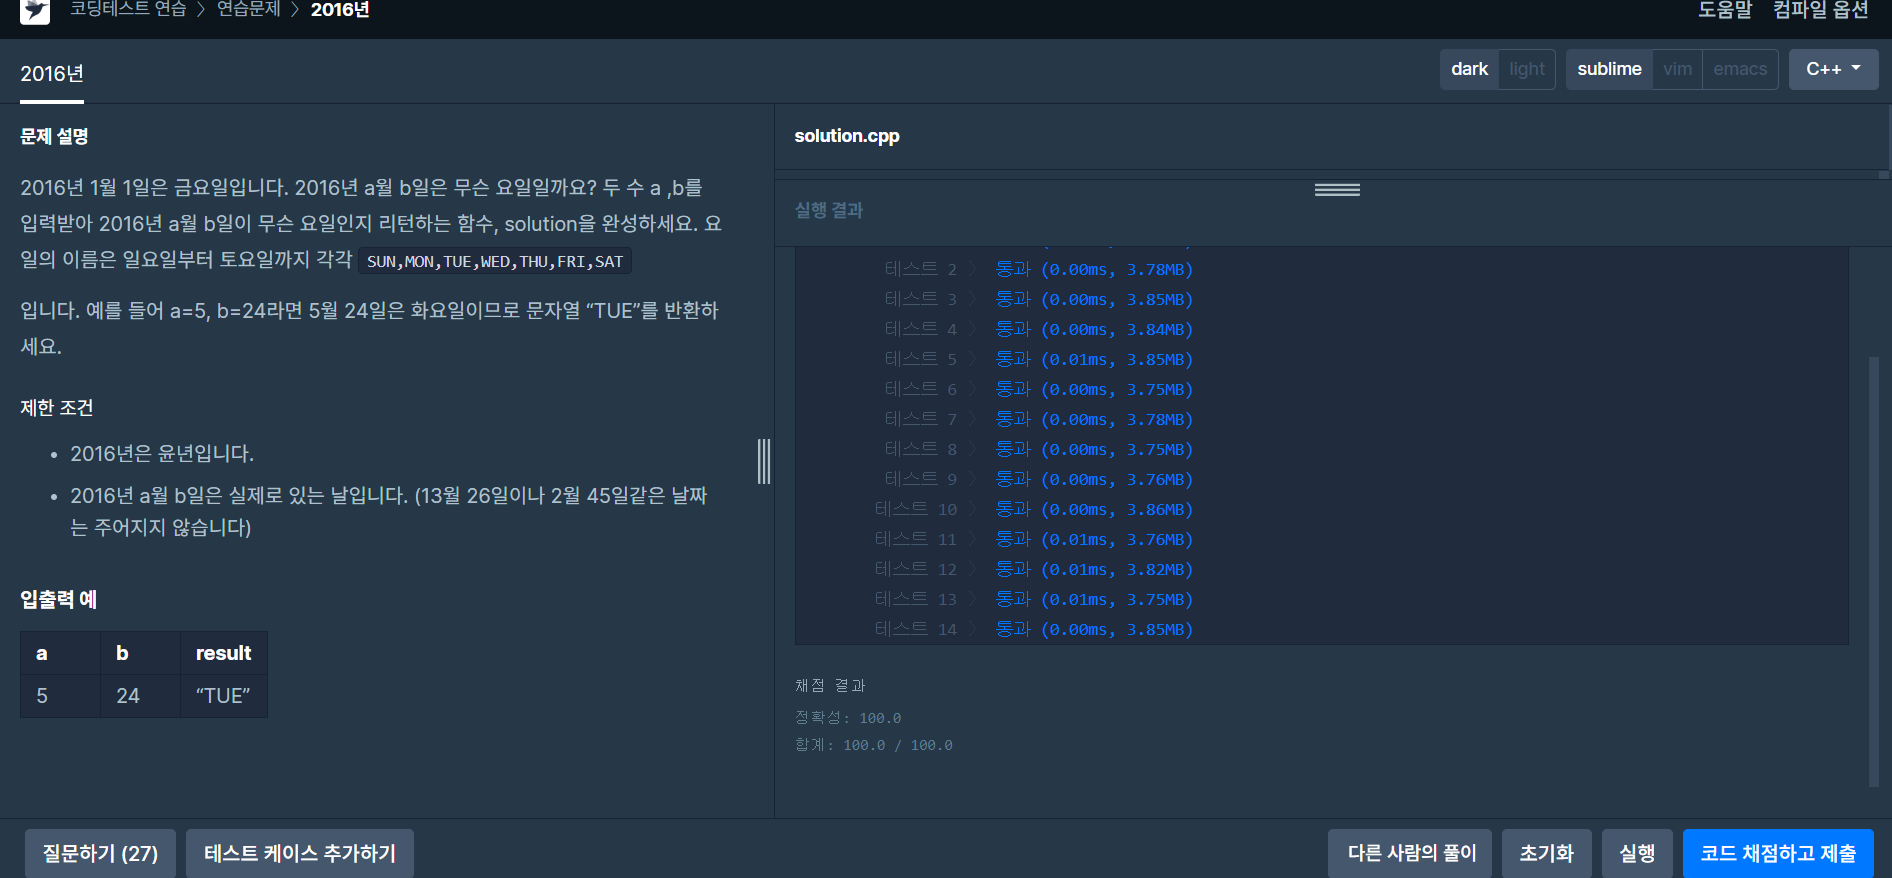 코딩테스트 연습 > 연습문제 > 2016년
도움말 컴파일 옵션
2016년
dark light sublime vim emacs C++
문제 설명
2016년 1월 1일은 금요일입니다. 2016년 a월 b일은 무슨 요일일까요? 두 수 a ,b를
입력받아 2016년 a월 b일이 무슨 요일인지 리턴하는 함수, solution을 완성하세요. 요
일의 이름은 일요일부터 토요일까지 각각 SUN,MON,TUE,WED,THU,FRI,SAT
입니다. 예를 들어 a=5, b=24라면 5월 24일은 화요일이므로 문자열 “TUE”를 반환하
세요.
제한 조건
• 2016년은 윤년입니다.
• 2016년 a월 b일은 실제로 있는 날입니다. (13월 26일이나 2월 45일같은 날짜
는 주어지지 않습니다)
입출력 예
a b result
5 24 “TUE”
solution.cpp
실행 결과
테스트 2 > 통과 (0.00ms, 3.78MB)
테스트 3 > 통과 (0.00ms, 3.85MB)
테스트 4 > 통과 (0.00ms, 3.84MB)
테스트 5 > 통과 (0.01ms, 3.85MB)
테스트 6 > 통과 (0.00ms, 3.75MB)
테스트 7 > 통과 (0.00ms, 3.78MB)
테스트 8 > 통과 (0.00ms, 3.75MB)
테스트 9 > 통과 (0.00ms, 3.76MB)
테스트 10 > 통과 (0.00ms, 3.86MB)
테스트 11 > 통과 (0.01ms, 3.76MB)
테스트 12 > 통과 (0.01ms, 3.82MB)
테스트 13 > 통과 (0.01ms, 3.75MB)
테스트 14 > 통과 (0.00ms, 3.85MB)
채점 결과
정확성: 100.0
합계: 100.0 / 100.0
질문하기 (27) 테스트 케이스 추가하기 다른 사람의 풀이 초기화 실행 코드 채점하고 제출